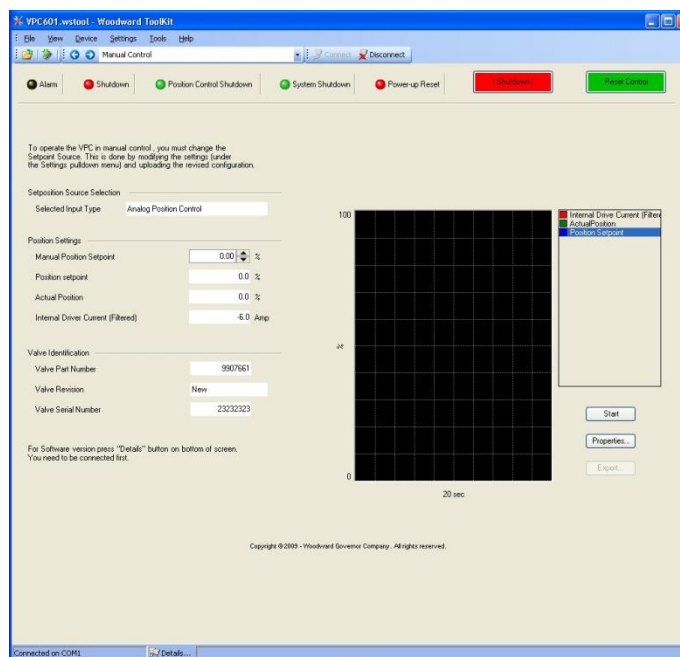 VPC601.wstool - Woodward ToolKit
File View Device Settings Tools Help
Manual Control Connect Disconnect
Alarm Shutdown Position Control Shutdown System Shutdown Power-up Reset ! Shutdown ! Reset Control
To operate the VPC in manual control , you must change the
Setpoint Source. This is done by modifying the settings (under
the Settings pulldown menu) and uploading the revised configuration.
Setposition Source Selection
Selected Input Type Analog Position Control
Position Settings
Manual Position Setpoint 0.00 %
Position setpoint 0.0 %
Actual Position 0.0 %
Internal Driver Current (Filtered) -6.0 Amp
Valve Identification
Valve Part Number 9907661
Valve Revision New
Valve Serial Number 23232323
For Software version press "Details" button on bottom of screen.
You need to be connected first.
100
%
0
20 sec
Internal Drive Current (Filtere
ActualPosition
Position Setpoint
Start
Properties...
Export...
Copyright © 2009 - Woodward Governor Company . All rights reserved.
Connected on COM1 Details...